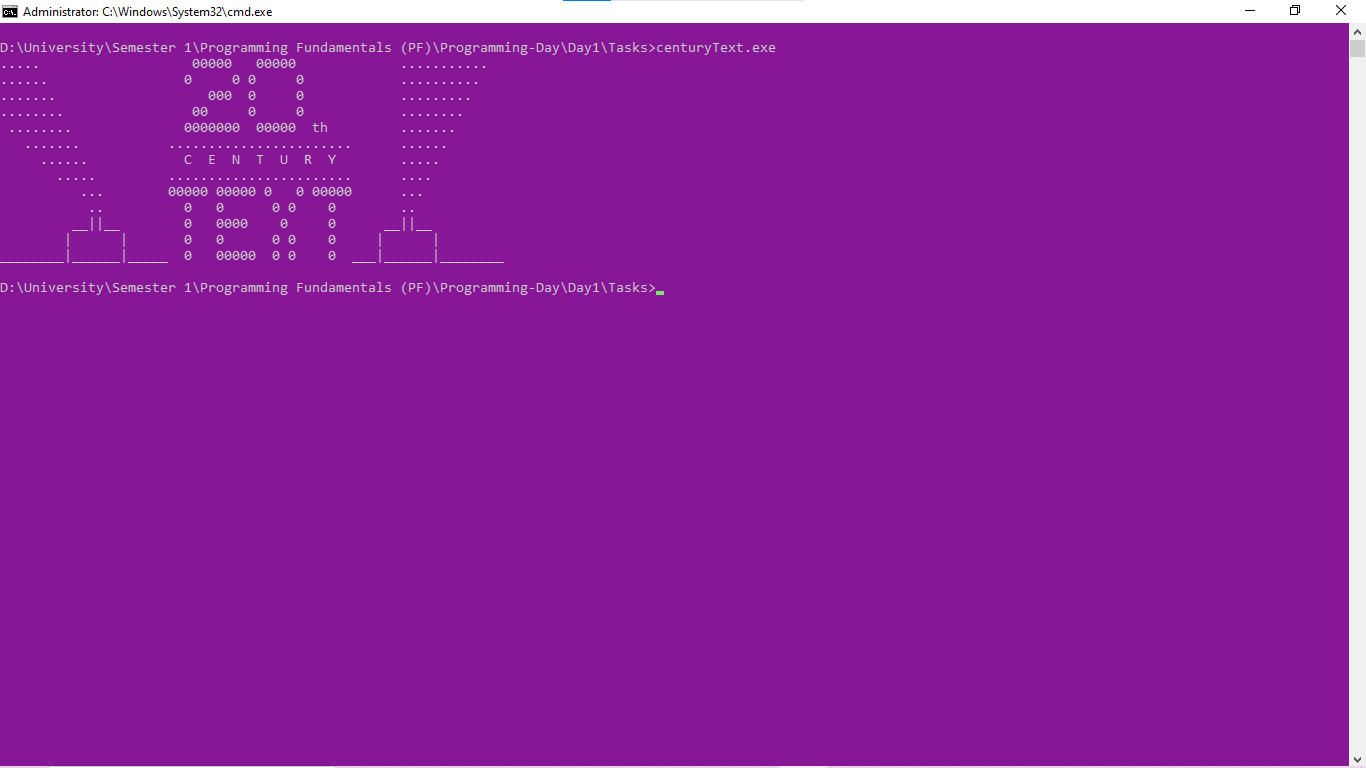 Administrator: C:\Windows\System32\cmd.exe
D:\University\Semester 1\Programming Fundamentals (PF)\Programming-Day\Day1\Tasks>centuryText.exe
.....                   00000   00000             ...........
......                 0     0 0     0            ..........
.......                   000  0     0            .........
........                00     0     0            ........
 ........              0000000  00000  th         .......
   .......           .......................      ......
     ......            C  E  N  T  U  R  Y        .....
       .....         .......................      ....
          ...        00000 00000 0   0 00000      ...
           ..          0   0      0 0    0        ..
         __||__        0   0000    0     0      __||__
        |      |       0   0      0 0    0     |      |
________|______|_____  0   00000  0 0    0  ___|______|________
D:\University\Semester 1\Programming Fundamentals (PF)\Programming-Day\Day1\Tasks>